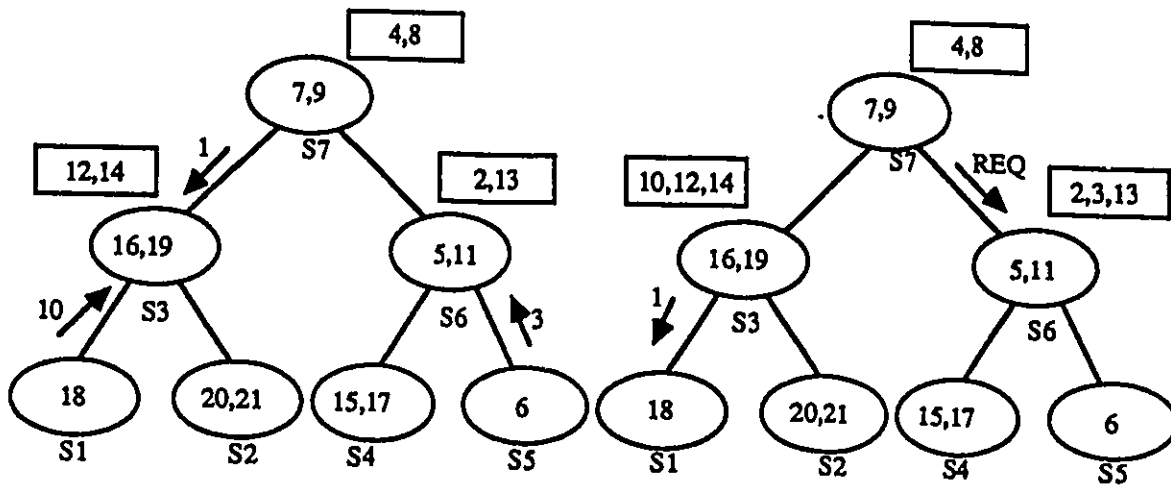 4,8
7,9
S7
1
12,14
2,13
16,19
5,11
10
S3
S6
3
18
20,21
15,17
6
S1
S2
S4
S5
4,8
7,9
S7
REQ
10,12,14
2,3,13
16,19
5,11
1
S3
S6
18
20,21
15,17
6
S1
S2
S4
S5